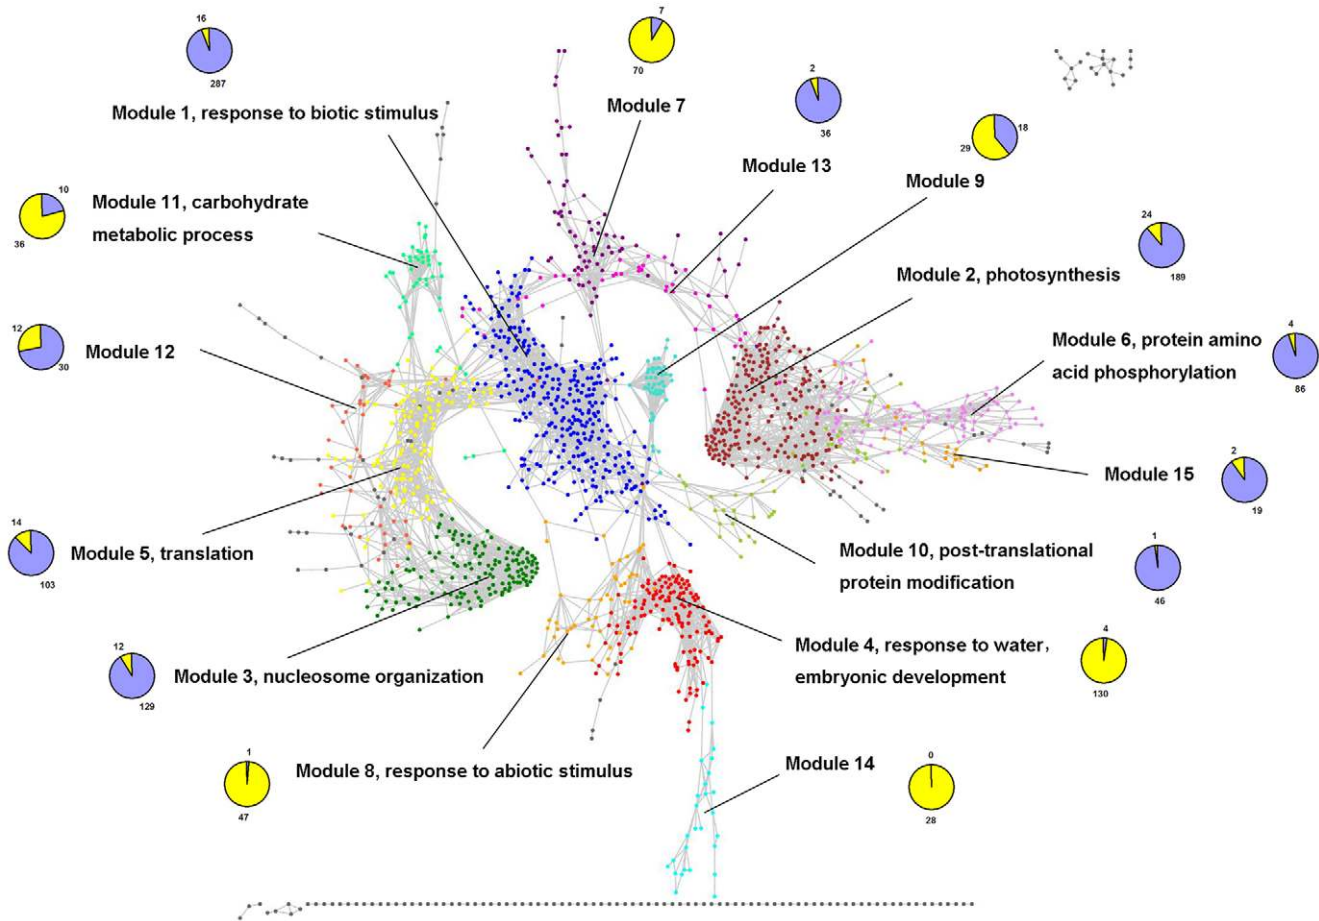 16
287
Module 1, response to biotic stimulus
7
70
Module 7
2
36
Module 13
18
29
Module 9
10
36
Module 11, carbohydrate
metabolic process
24
189
Module 2, photosynthesis
12
30
Module 12
4
86
Module 6, protein amino
acid phosphorylation
2
19
Module 15
14
103
Module 5, translation
1
46
Module 10, post-translational
protein modification
12
129
Module 3, nucleosome organization
4
130
Module 4, response to water,
embryonic development
1
47
Module 8, response to abiotic stimulus
Module 14
0
28